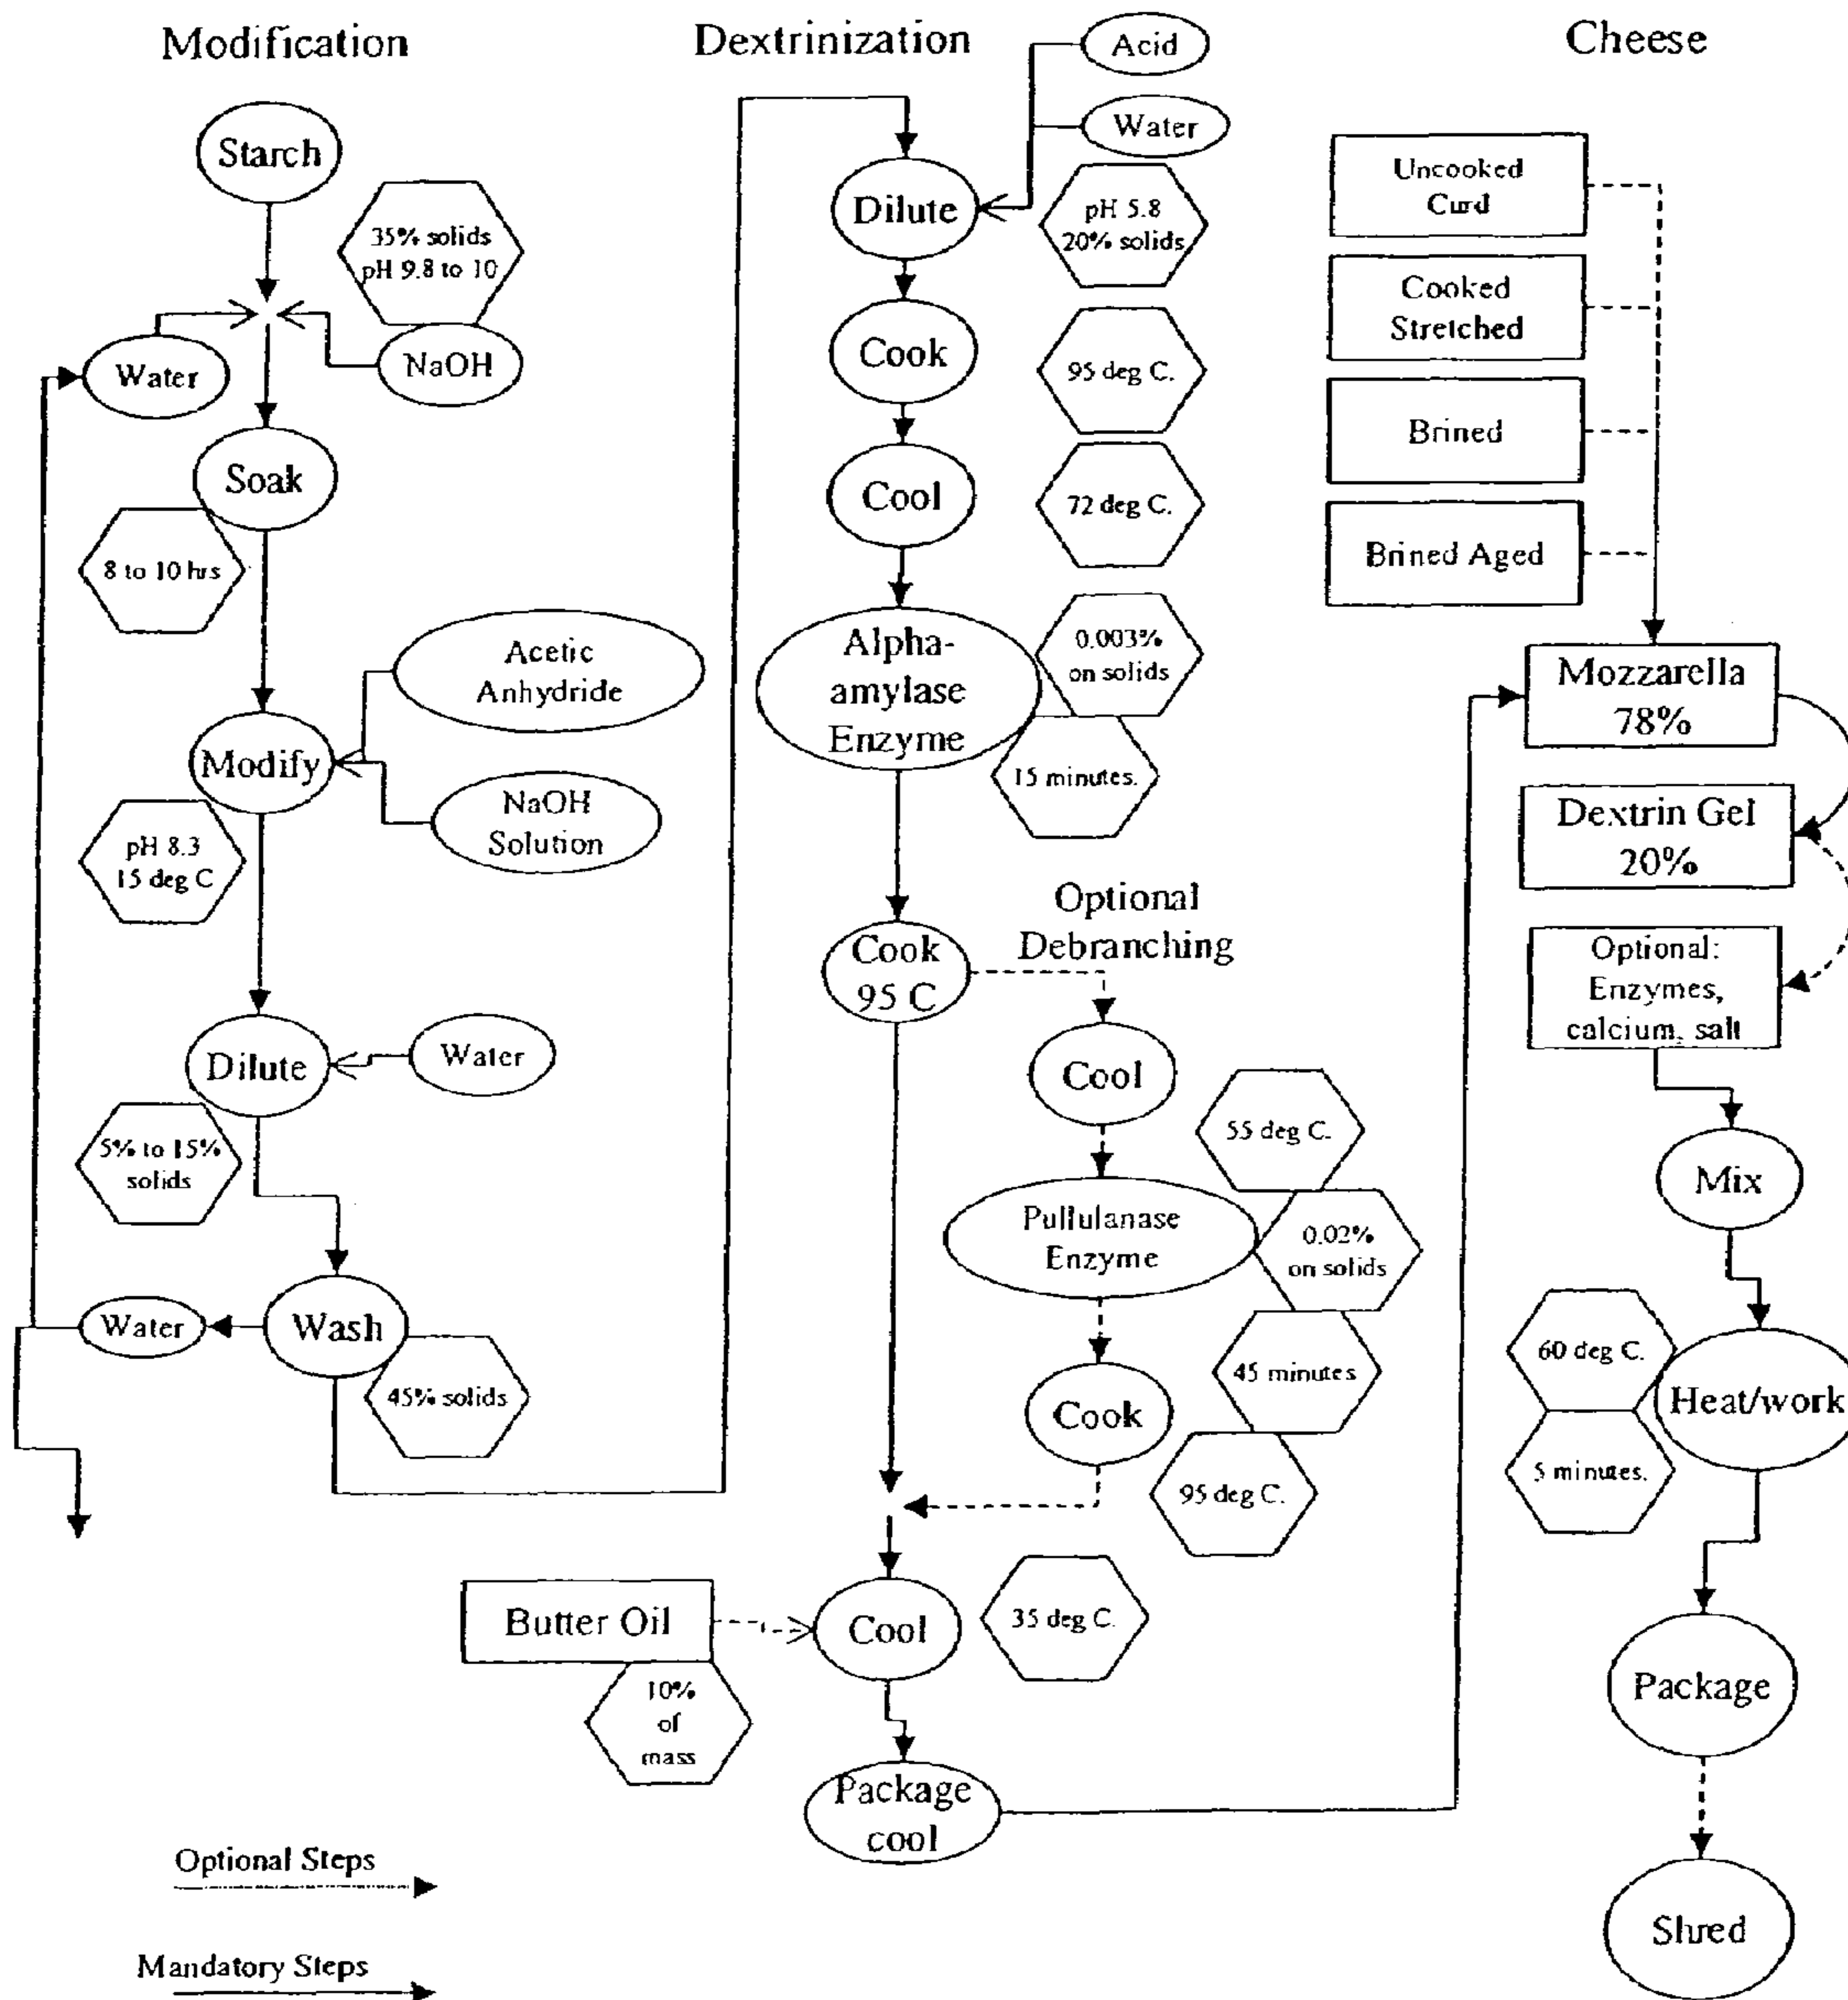 Modification
Starch
35% solids
pH 9.8 to 10
Water
NaOH
Soak
8 to 10 hrs
Acetic
Anhydride
Modify
NaOH
Solution
pH 8.3
15 deg C
Dilute
Water
5% to 15%
solids
Water
Wash
45% solids
Dextrinization
Acid
Water
Dilute
pH 5.8
20% solids
Cook
95 deg C.
Cool
72 deg C.
Alpha-
amylase
Enzyme
0.003%
on solids
15 minutes.
Cook
95 C
Optional
Debranching
Cool
55 deg C.
Pullulanase
Enzyme
0.02%
on solids
45 minutes
Cook
95 deg C.
Butter Oil
10%
of
mass
Cool
35 deg C.
Package
cool
Cheese
Uncooked
Curd
Cooked
Stretched
Brined
Brined Aged
Mozzarella
78%
Dextrin Gel
20%
Optional:
Enzymes,
calcium, salt
Mix
60 deg C.
Heat/work
5 minutes.
Package
Shred
Optional Steps
Mandatory Steps